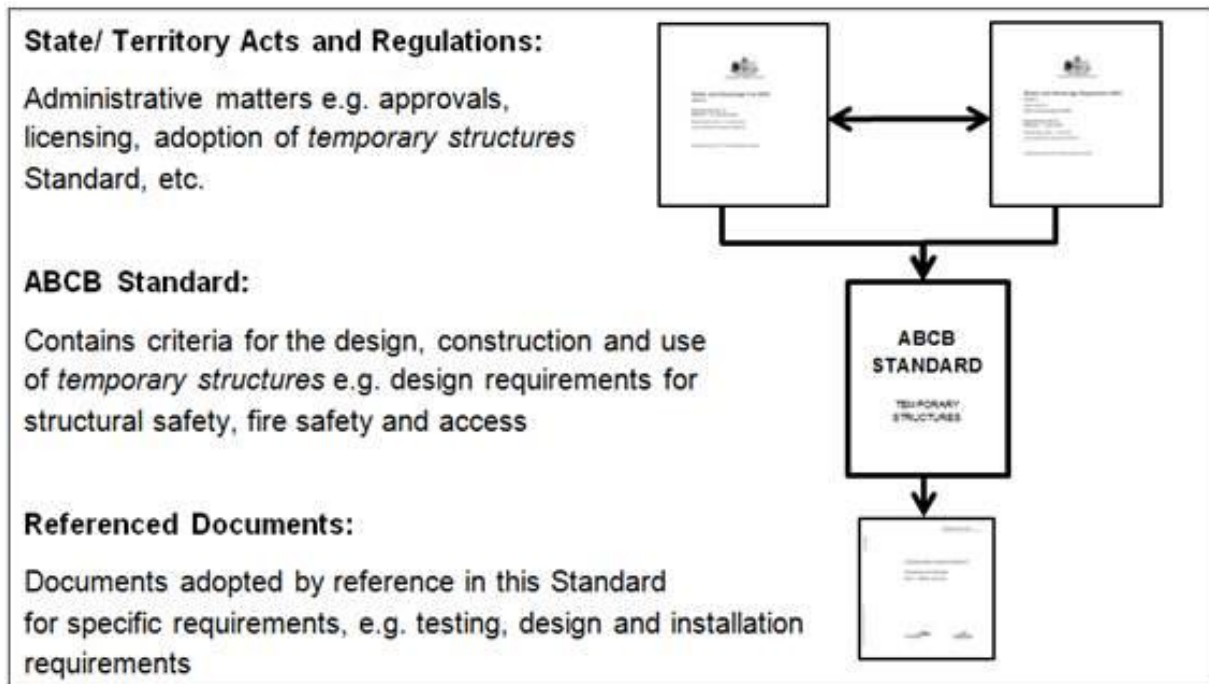 State/ Territory Acts and Regulations:
Administrative matters e.g. approvals,
licensing, adoption of temporary structures
Standard, etc.
ABCB Standard:
Contains criteria for the design, construction and use
of temporary structures e.g. design requirements for
structural safety, fire safety and access
ABCB
STANDARD
TEMPORARY
STRUCTURES
Referenced Documents:
Documents adopted by reference in this Standard
for specific requirements, e.g. testing, design and installation
requirements